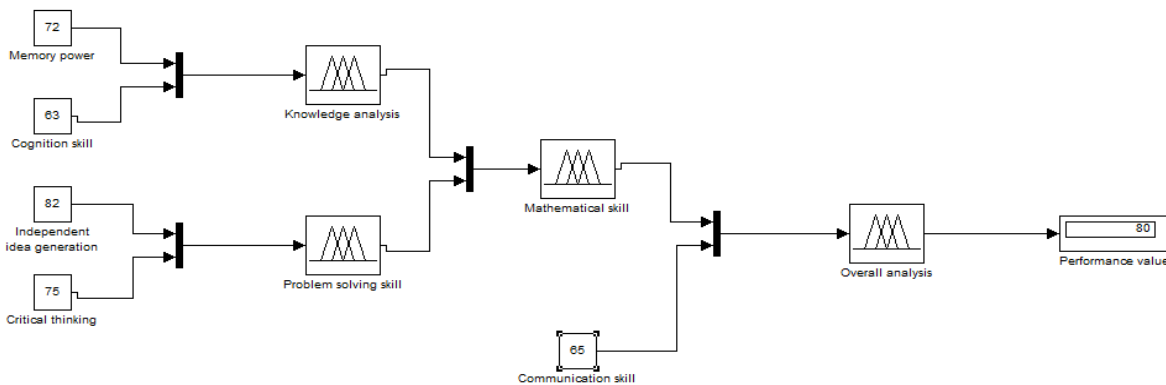 72
Memory power
63
Cognition skill
Knowledge analysis
82
Independent
idea generation
75
Critical thinking
Problem solving skill
Mathematical skill
65
Communication skill
Overall analysis
80
Performance value